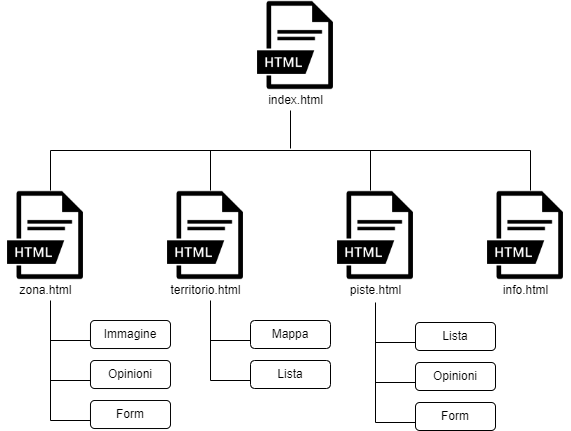 HTML
index.html
HTML
HTML
HTML
HTML
zona.html
territorio.html
piste.html
info.html
Immagine
Opinioni
Form
Mappa
Lista
Lista
Opinioni
Form